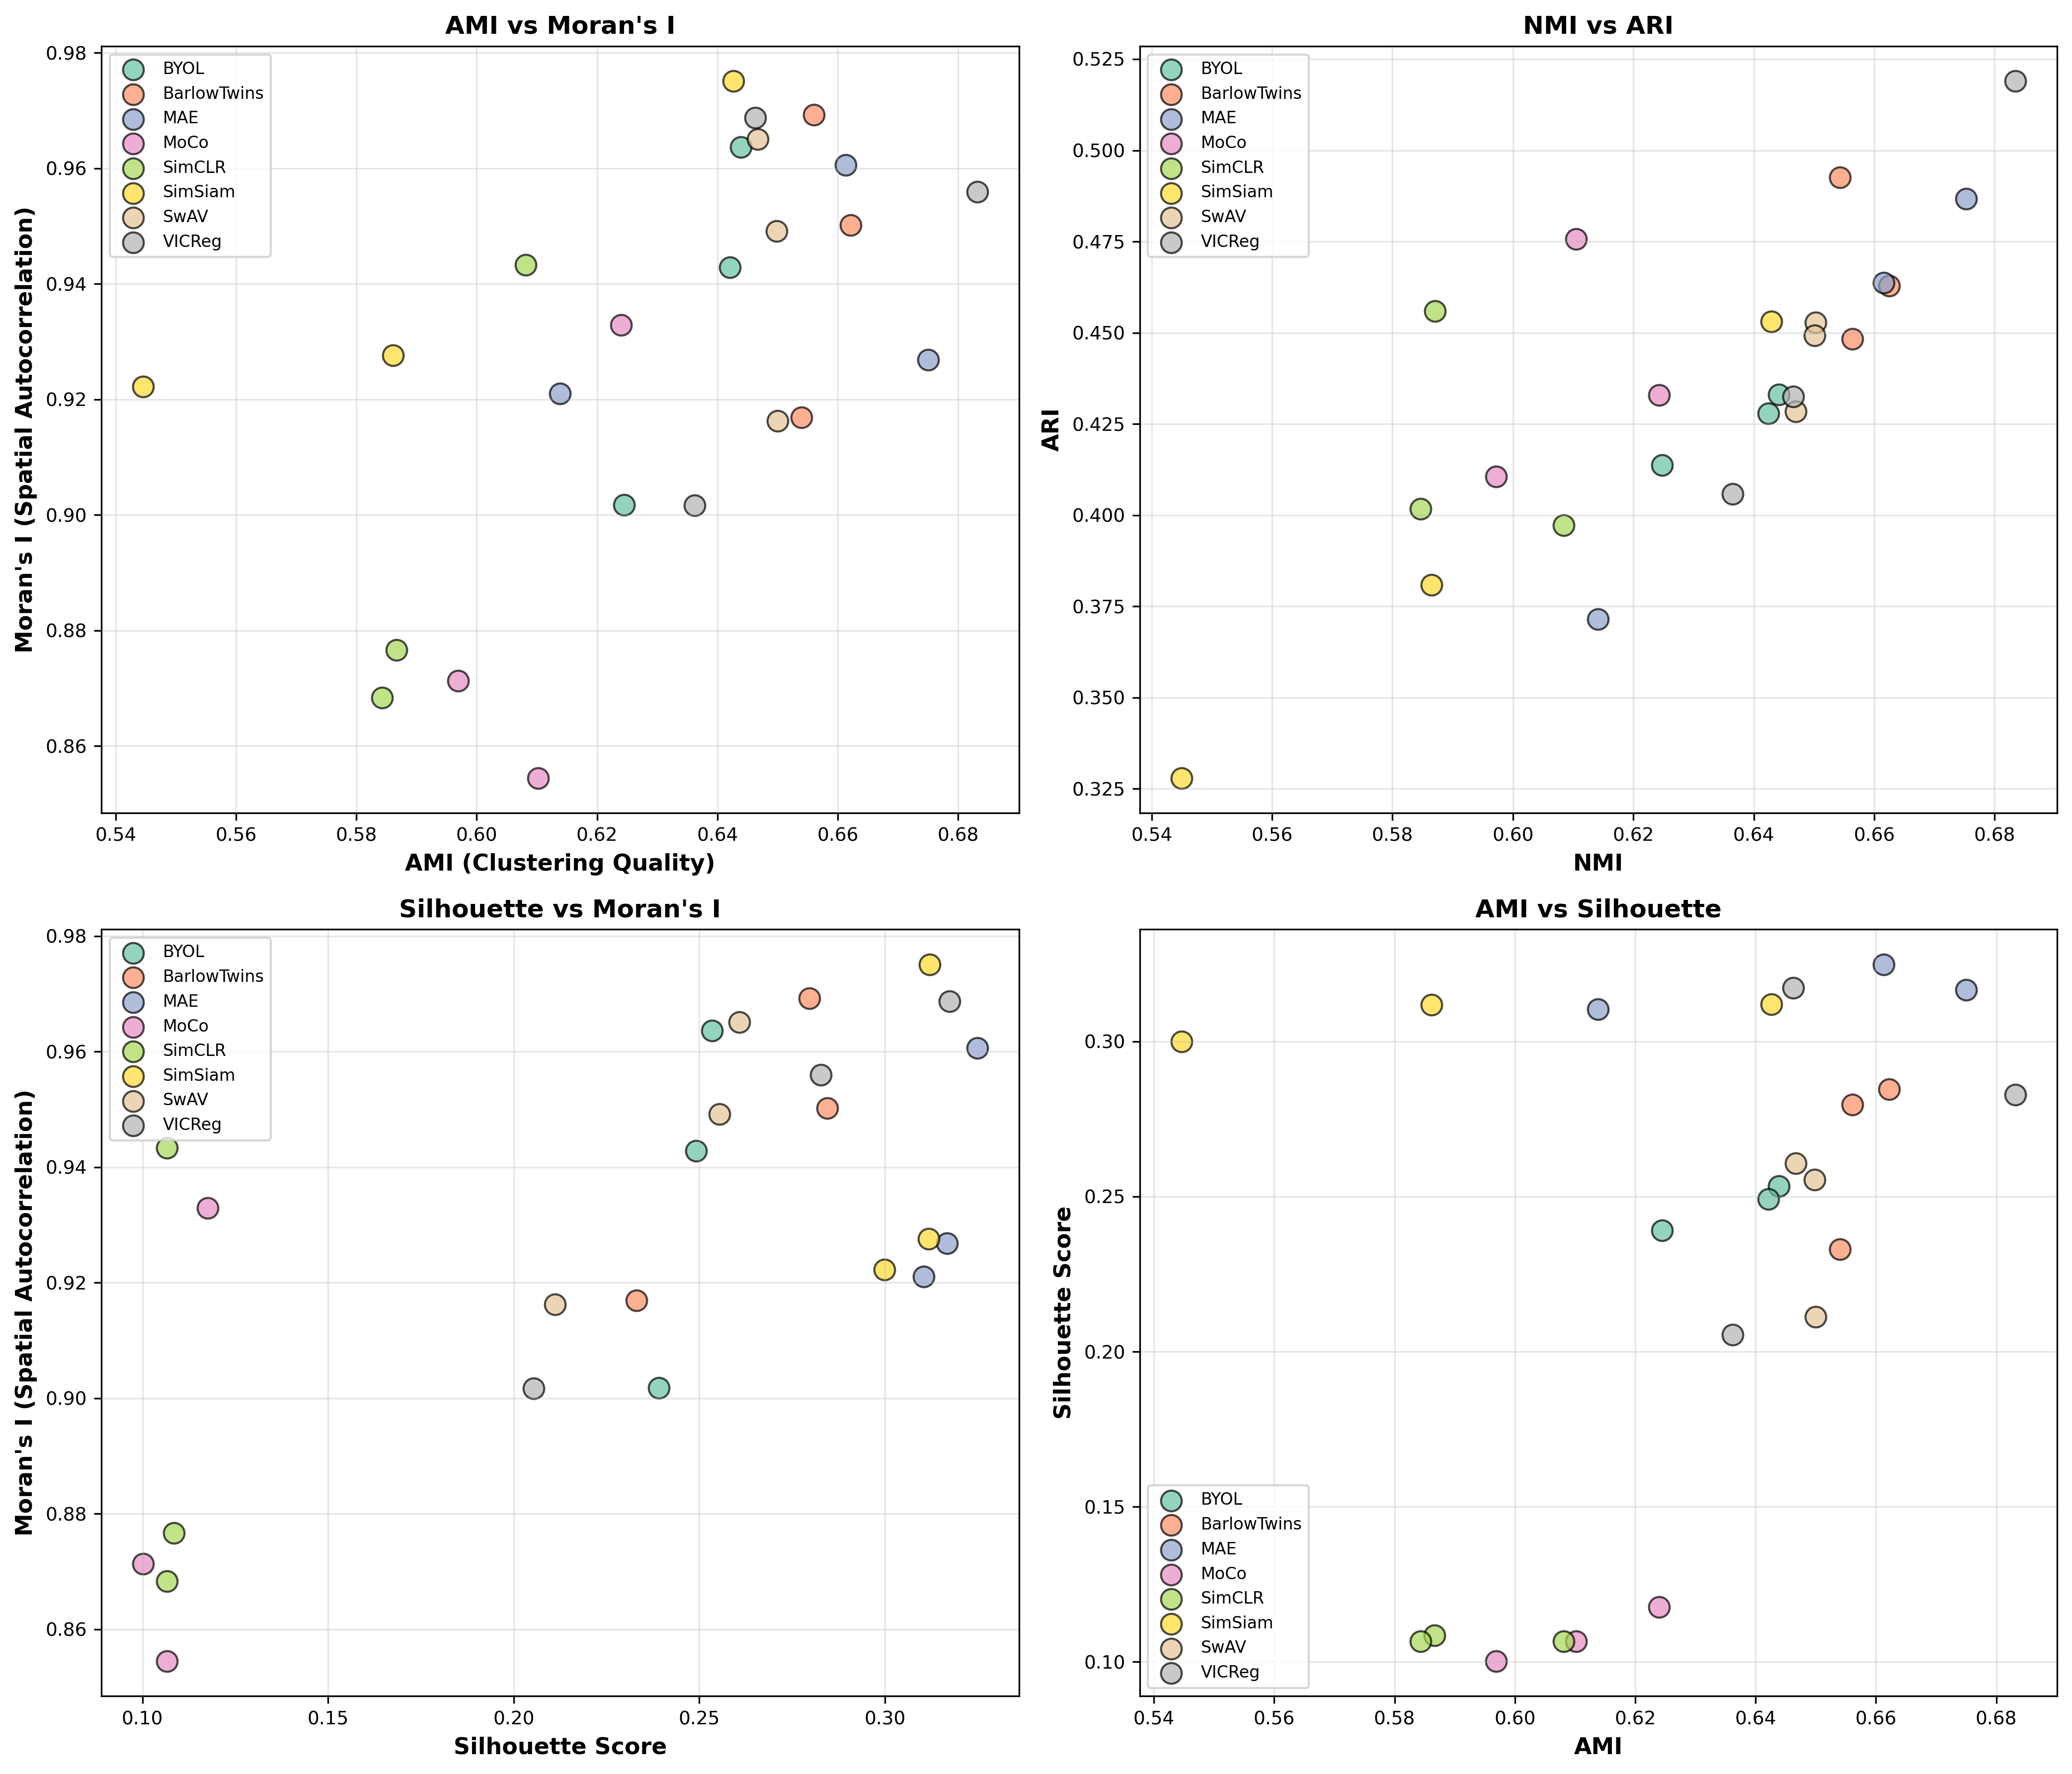 AMI vs Moran's I
0.98
0.96
0.94
0.92
0.90
0.88
0.86
Moran's I (Spatial Autocorrelation)
BYOL
BarlowTwins
MAE
MoCo
SimCLR
SimSiam
SwAV
VICReg
0.54 0.56 0.58 0.60 0.62 0.64 0.66 0.68
AMI (Clustering Quality)
NMI vs ARI
0.525
0.500
0.475
0.450
0.425
0.400
0.375
0.350
0.325
ARI
BYOL
BarlowTwins
MAE
MoCo
SimCLR
SimSiam
SwAV
VICReg
0.54 0.56 0.58 0.60 0.62 0.64 0.66 0.68
NMI
Silhouette vs Moran's I
0.98
0.96
0.94
0.92
0.90
0.88
0.86
Moran's I (Spatial Autocorrelation)
BYOL
BarlowTwins
MAE
MoCo
SimCLR
SimSiam
SwAV
VICReg
0.10 0.15 0.20 0.25 0.30
Silhouette Score
AMI vs Silhouette
0.30
0.25
0.20
0.15
0.10
Silhouette Score
BYOL
BarlowTwins
MAE
MoCo
SimCLR
SimSiam
SwAV
VICReg
0.54 0.56 0.58 0.60 0.62 0.64 0.66 0.68
AMI